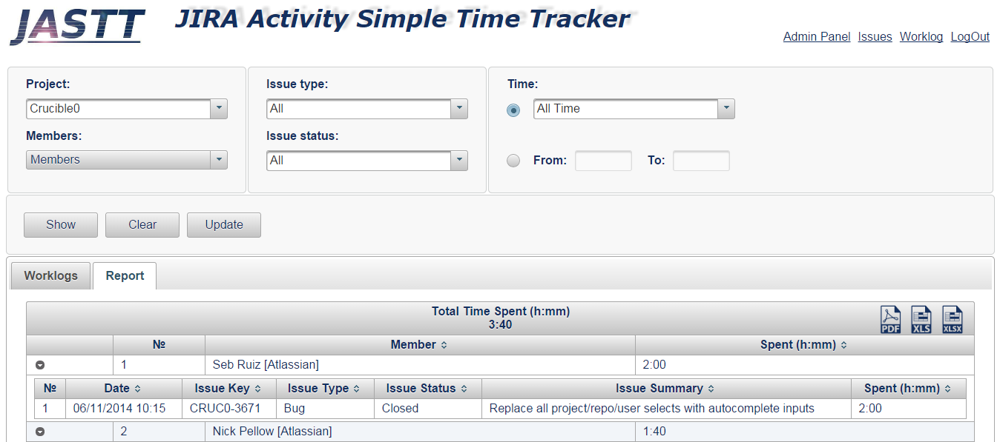 JASTT
JIRA Activity Simple Time Tracker
Admin Panel Issues Worklog LogOut
Project: Issue type: Time:
Crucible0 All All Time
Members: Issue status:
Members All From: To:
Show Clear Update
Worklogs Report
Total Time Spent (h:mm)
3:40
PDF XLS XLSX
№ Member Spent (h:mm)
1 Seb Ruiz [Atlassian] 2:00
№ Date Issue Key Issue Type Issue Status Issue Summary Spent (h:mm)
1 06/11/2014 10:15 CRUC0-3671 Bug Closed Replace all project/repo/user selects with autocomplete inputs 2:00
2 Nick Pellow [Atlassian] 1:40